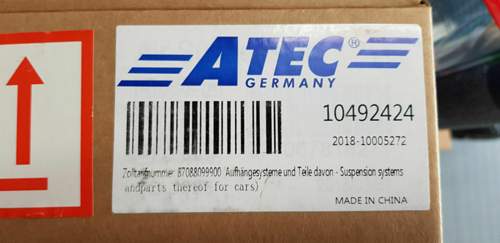 ATEC®
GERMANY
10492424
2018-10005272
Zolltarifnummer: 87088099900 Aufhängesysteme und Teile davon - Suspension systems
andparts thereof for cars)
MADE IN CHINA